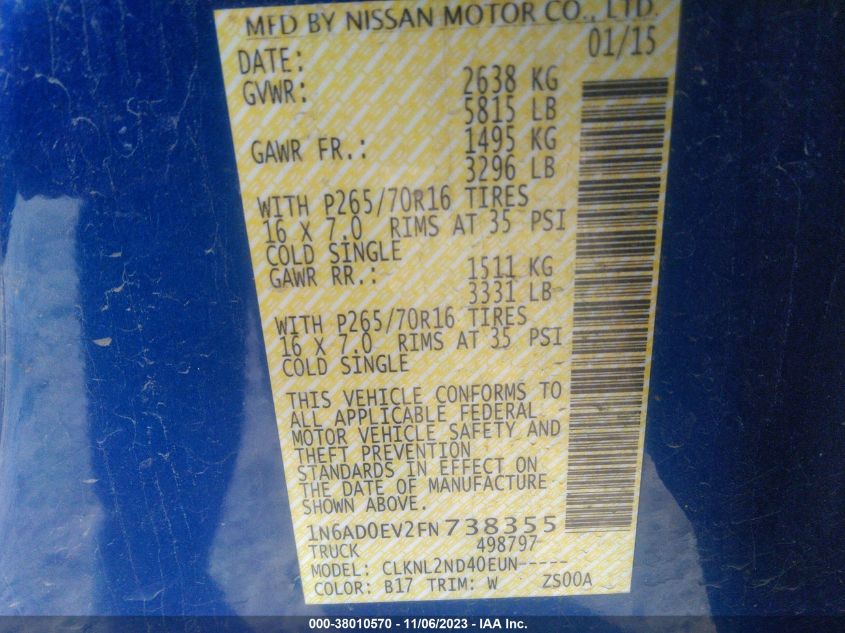 MFD BY NISSAN MOTOR CO., LTD.
DATE: 01/15
GVWR: 2638 KG
5815 LB
GAWR FR.: 1495 KG
3296 LB
WITH P265/70R16 TIRES
16 X 7.0 RIMS AT 35 PSI
COLD SINGLE
GAWR RR.: 1511 KG
3331 LB
WITH P265/70R16 TIRES
16 X 7.0 RIMS AT 35 PSI
COLD SINGLE
THIS VEHICLE CONFORMS TO
ALL APPLICABLE FEDERAL
MOTOR VEHICLE SAFETY AND
THEFT PREVENTION
STANDARDS IN EFFECT ON
THE DATE OF MANUFACTURE
SHOWN ABOVE.
1N6AD0EV2FN738355
TRUCK 498797
MODEL: CLKNL2ND40EUN-----
COLOR: B17 TRIM: W ZS00A
000-38010570 - 11/06/2023 - IAA Inc.